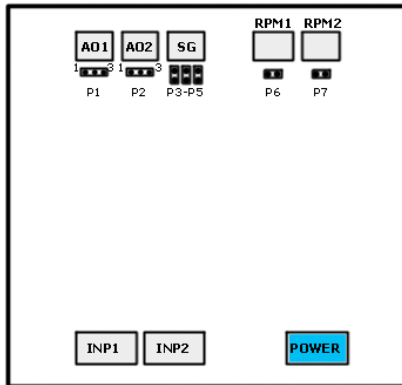 RPM1 RPM2
AO1 AO2 SG
1 3 1 3
P1 P2 P3-P5 P6 P7
INP1 INP2 POWER